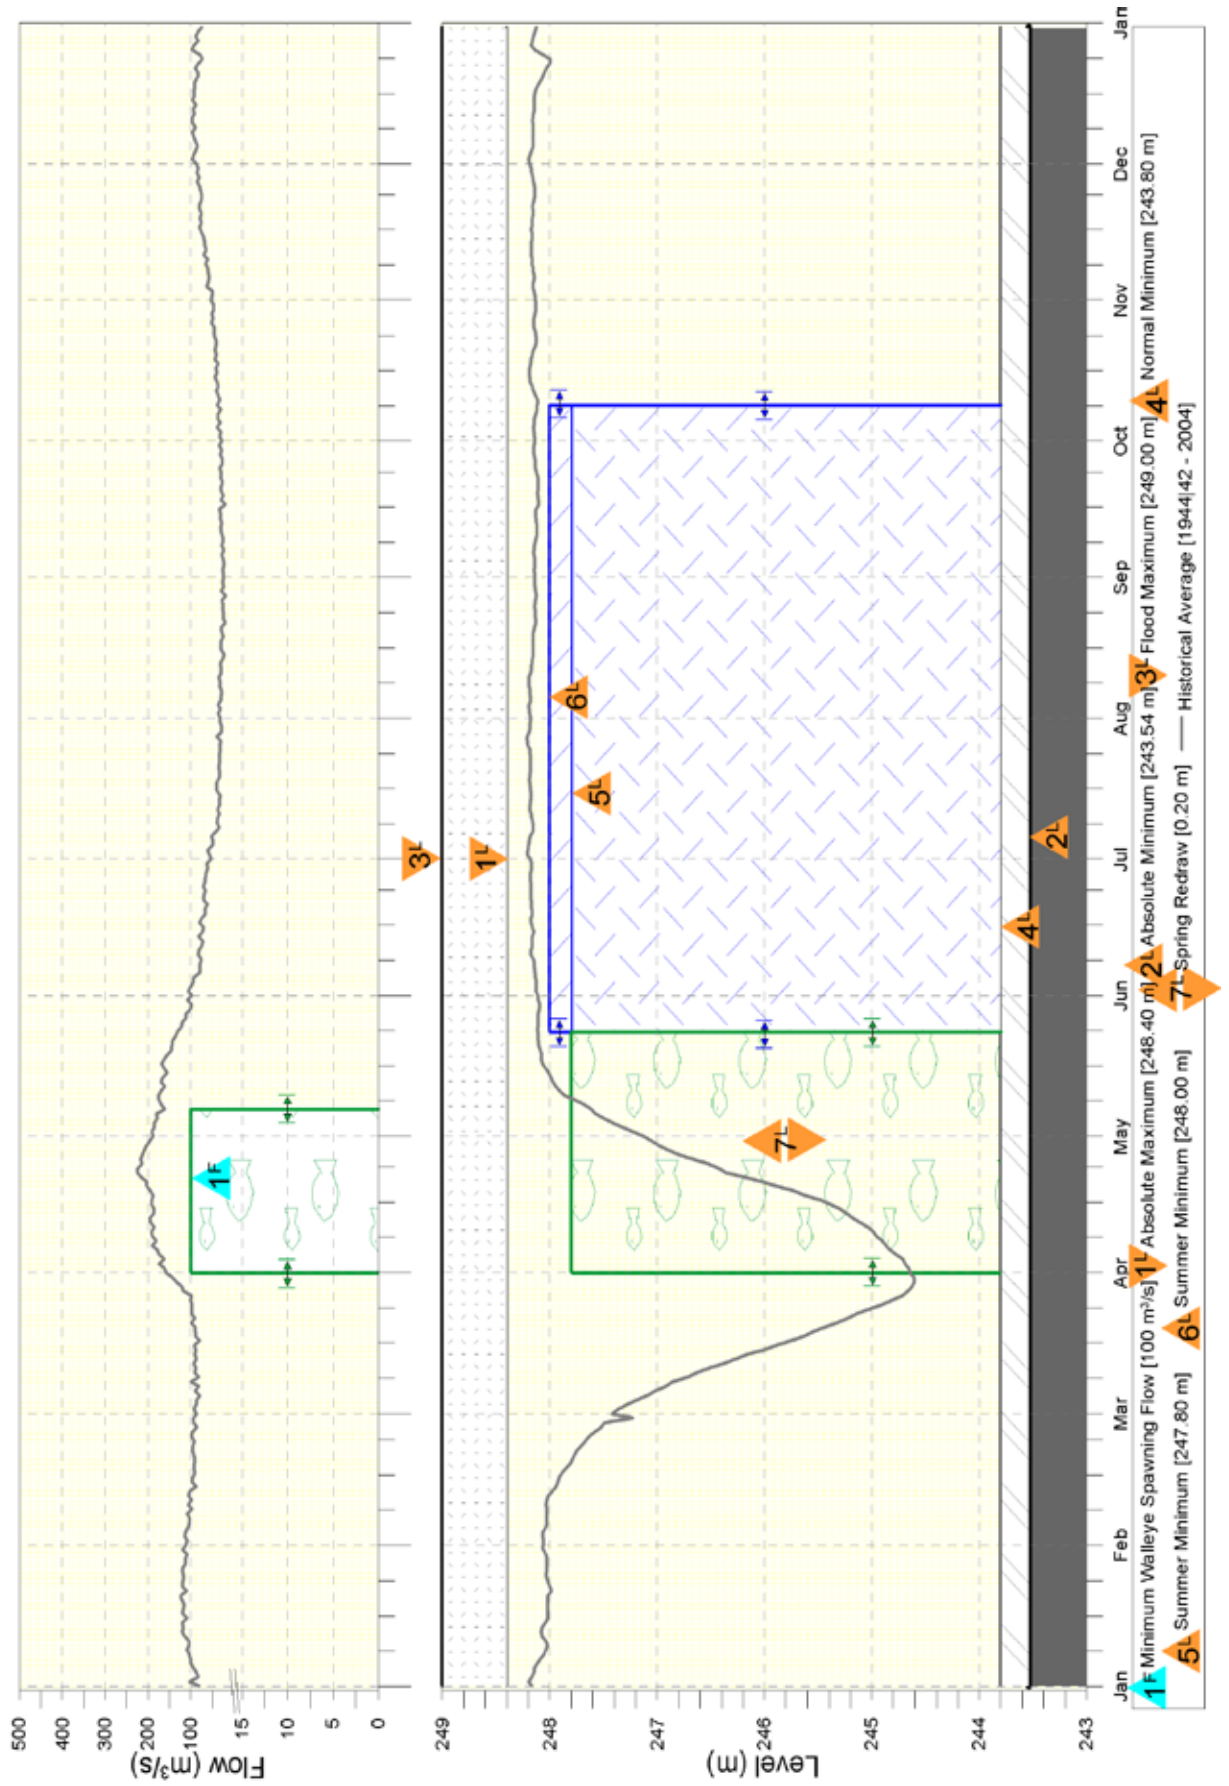 Flow (m³/s)
500
400
300
200
100
15
10
5
0
1F
3L
1L
6L
5L
7L
4L
2L
Level (m)
249
248
247
246
245
244
243
Jan Feb Mar Apr May Jun Jul Aug Sep Oct Nov Dec Jan
1F Minimum Walleye Spawning Flow [100 m³/s] 1L Absolute Maximum [248.40 m] 2L Absolute Minimum [243.54 m] 3L Flood Maximum [249.00 m] 4L Normal Minimum [243.80 m]
5L Summer Minimum [247.80 m] 6L Summer Minimum [248.00 m] 7L Spring Redraw [0.20 m] Historical Average [1944|42 - 2004]